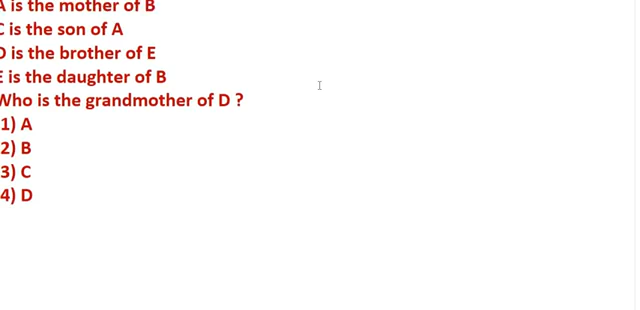 A is the mother of B
C is the son of A
D is the brother of E
E is the daughter of B
Who is the grandmother of D ?
1) A
2) B
3) C
4) D